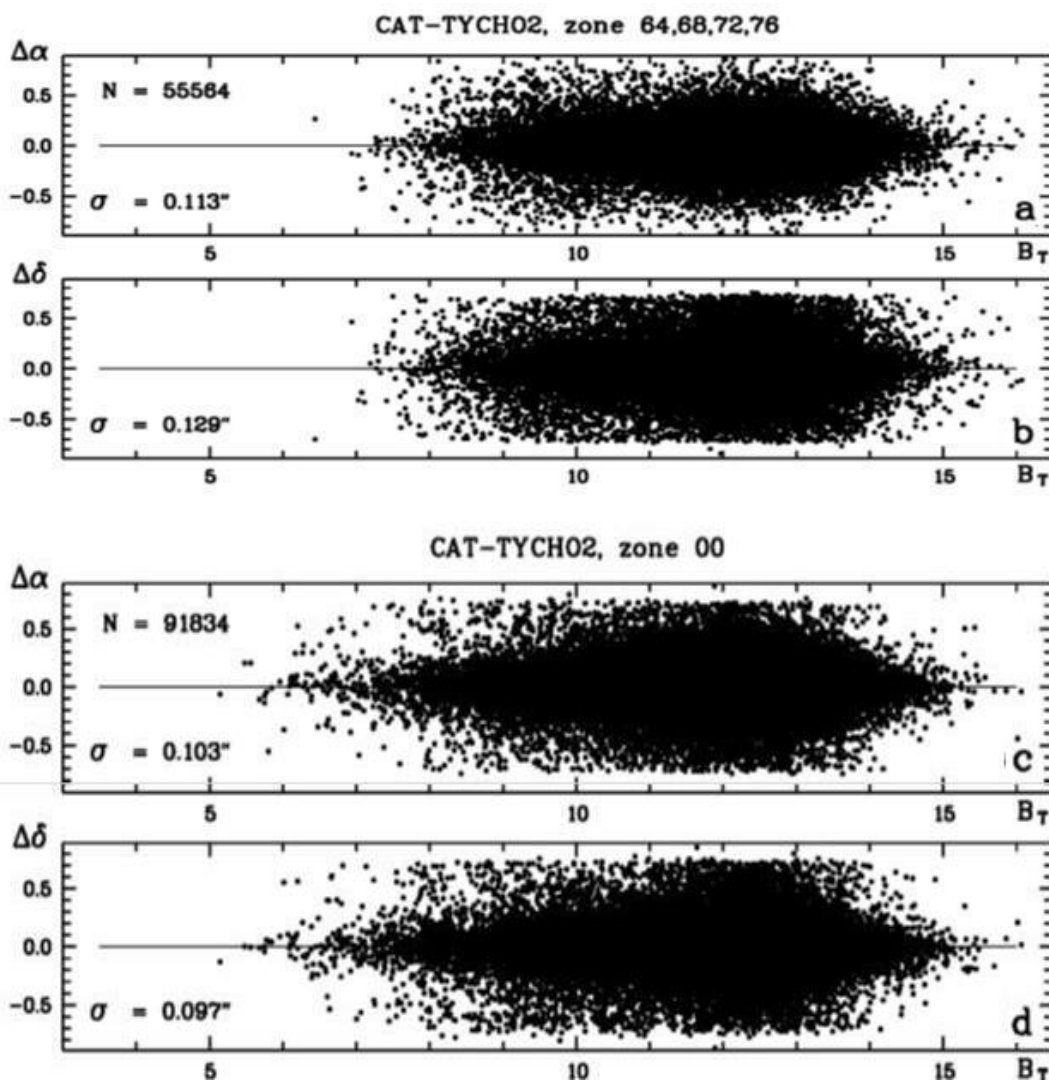 CAT-TYCHO2, zone 64,68,72,76
Δα
0.5
N = 55564
0.0
-0.5
σ = 0.113"
a
5 10 15 B_T
Δδ
0.5
0.0
-0.5
σ = 0.129"
b
5 10 15 B_T
CAT-TYCHO2, zone 00
Δα
0.5
N = 91834
0.0
-0.5
σ = 0.103"
c
5 10 15 B_T
Δδ
0.5
0.0
-0.5
σ = 0.097"
d
5 10 15 B_T